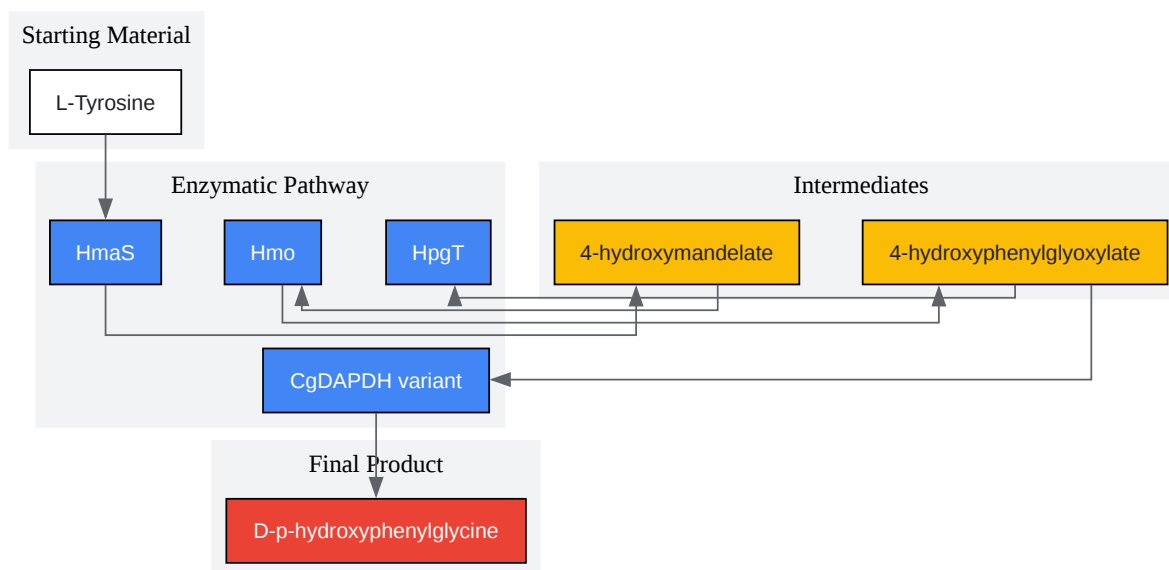 Starting Material
L-Tyrosine
Enzymatic Pathway
Intermediates
HmaS
Hmo
HpgT
4-hydroxymandelate
4-hydroxyphenylglyoxylate
CgDAPDH variant
Final Product
D-p-hydroxyphenylglycine